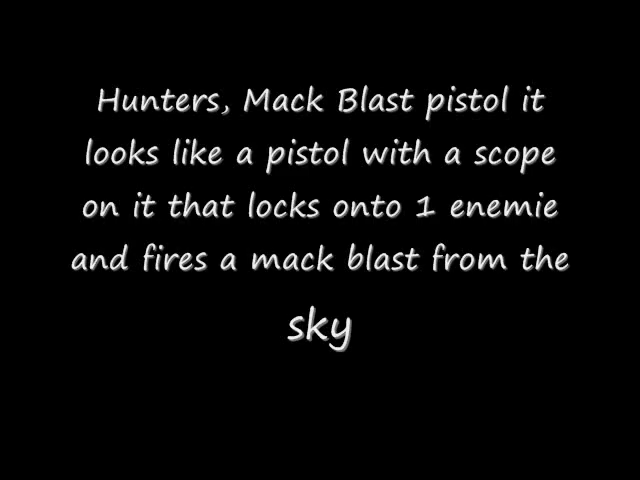 Hunters, Mack Blast pistol it
looks like a pistol with a scope
on it that locks onto 1 enemie
and fires a mack blast from the
sky